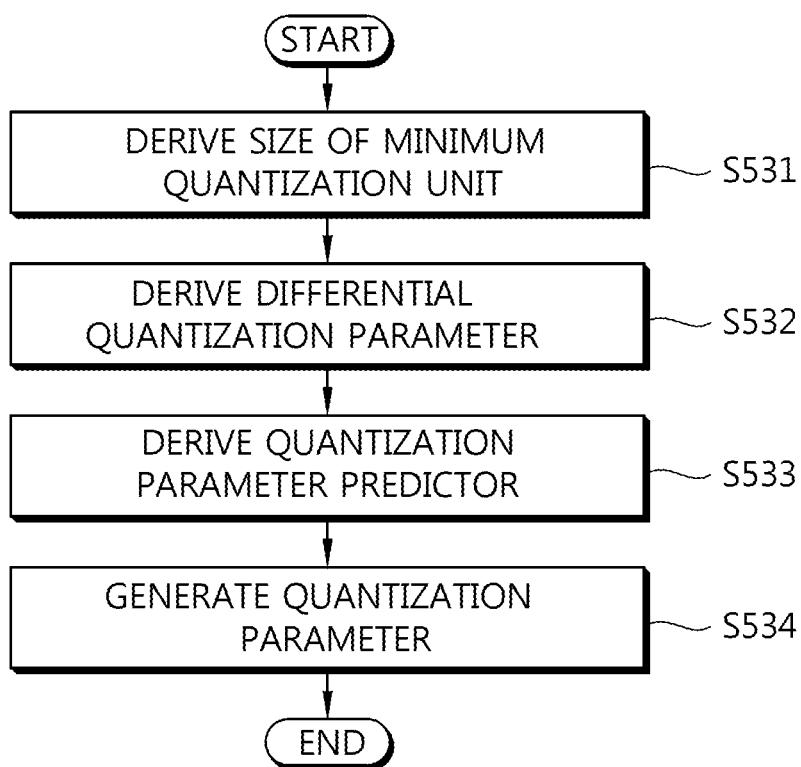 START
DERIVE SIZE OF MINIMUM
QUANTIZATION UNIT
S531
DERIVE DIFFERENTIAL
QUANTIZATION PARAMETER
S532
DERIVE QUANTIZATION
PARAMETER PREDICTOR
S533
GENERATE QUANTIZATION
PARAMETER
S534
END